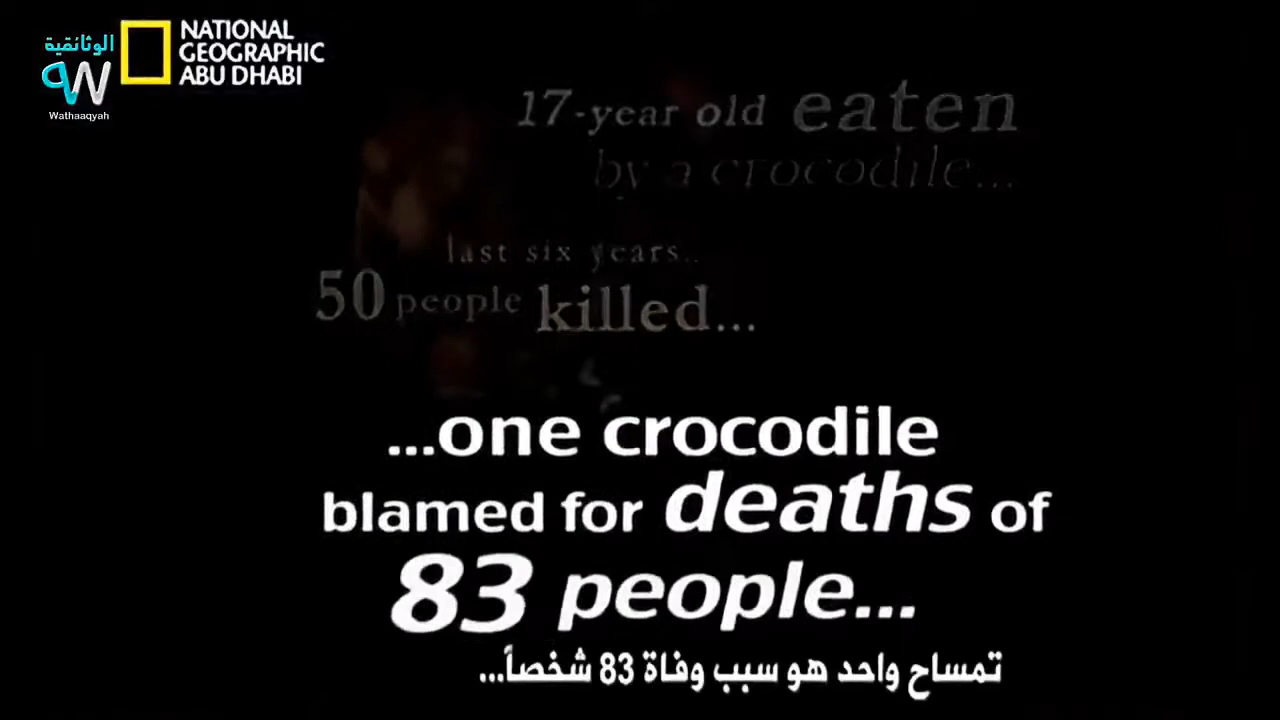 الوثائقية
Wathaaqyah
NATIONAL
GEOGRAPHIC
ABU DHABI
17-year old eaten
by a crocodile...
last six years..
50 people killed...
...one crocodile
blamed for deaths of
83 people...
تمساح واحد هو سبب وفاة 83 شخصاً...